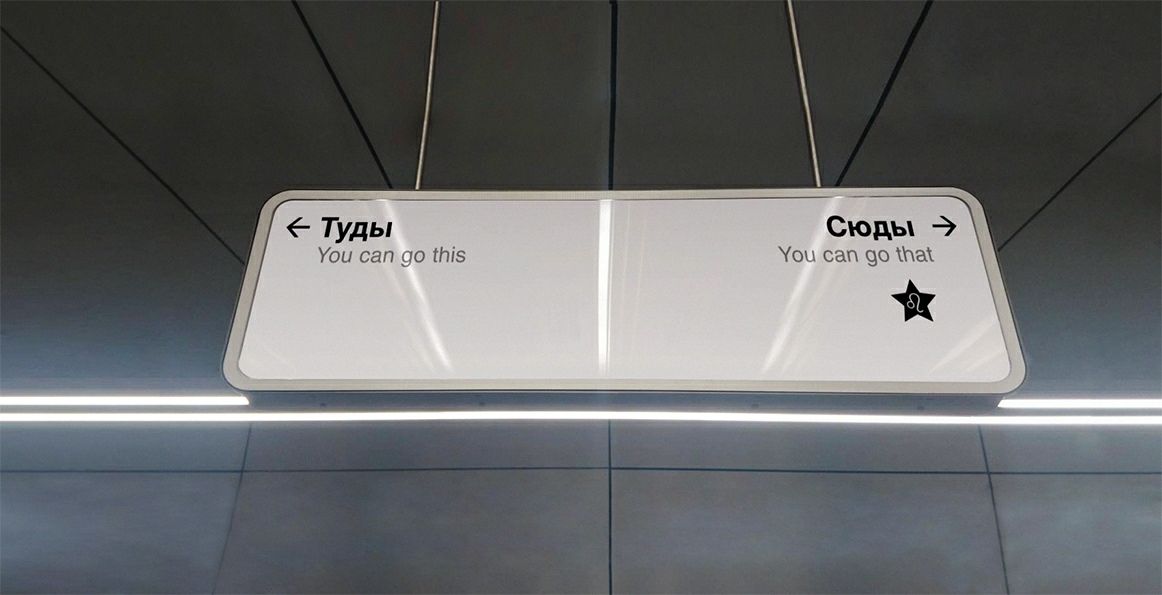 ← Туды
You can go this
Сюды →
You can go that
♌